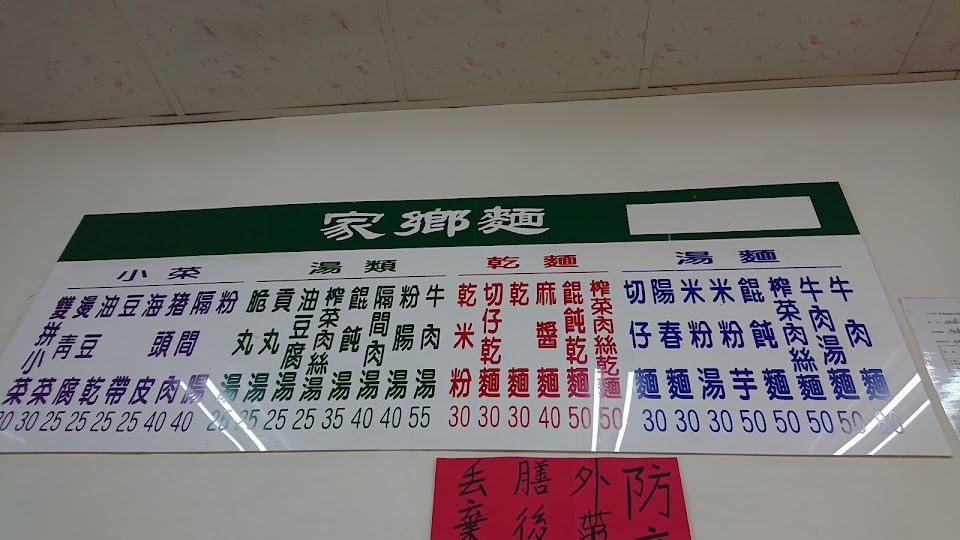 家鄉麵
小菜
雙拼小菜
燙青菜 30
油豆腐 25
豆乾 25
海帶 25
豬頭皮 25
隔間肉 40
粉腸 40
湯類
脆丸湯 25
貢丸湯 25
油豆腐湯 25
榨菜肉絲湯 25
餛飩湯 35
隔間肉湯 40
粉腸湯 40
牛肉湯 55
乾麵
乾米粉 30
切仔乾麵 30
乾麵 30
麻醬麵 40
餛飩乾麵 50
榨菜肉絲乾麵 50
湯麵
切仔麵 30
陽春麵 30
米粉湯 30
米粉芋 50
餛飩麵 50
榨菜肉絲麵 50
牛肉湯麵 50
牛肉麵
防
外帶
膳後
丟棄